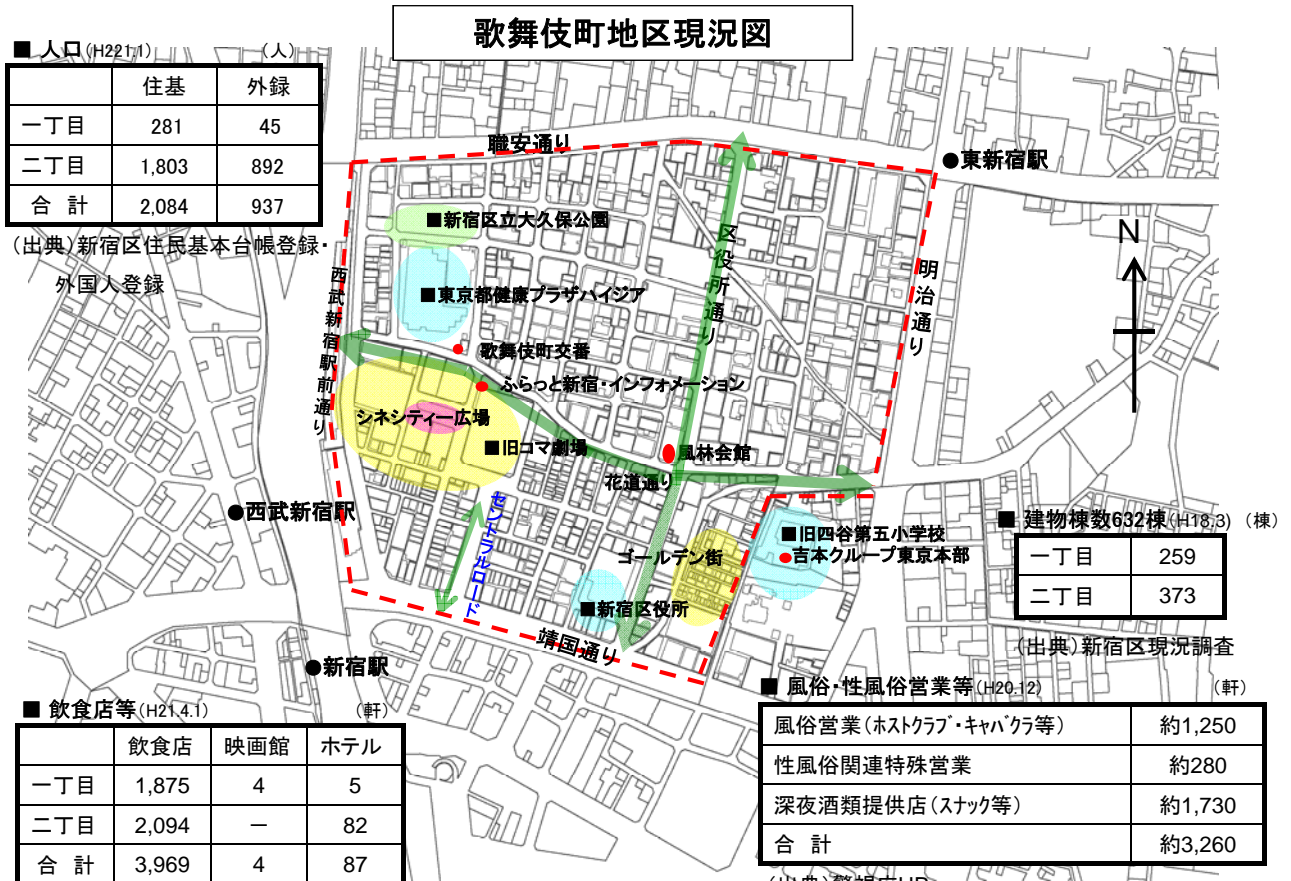 歌舞伎町地区現況図
■ 人口(H22.1.1) (人)
住基 外録
一丁目 281 45
二丁目 1,803 892
合 計 2,084 937
(出典)新宿区住民基本台帳登録・
外国人登録
職安通り
●東新宿駅
■新宿区立大久保公園
区役所通り
N
明治通り
西武新宿駅前通り
■東京都健康プラザハイジア
歌舞伎町交番
ふらっと新宿・インフォメーション
シネシティー広場
■旧コマ劇場
風林会館
花道通り
●西武新宿駅
セントラルロード
■旧四谷第五小学校
吉本クループ東京本部
ゴールデン街
■新宿区役所
靖国通り
●新宿駅
■ 建物棟数632棟(H18.3) (棟)
一丁目 259
二丁目 373
(出典)新宿区現況調査
■ 飲食店等(H21.4.1) (軒)
飲食店 映画館 ホテル
一丁目 1,875 4 5
二丁目 2,094 － 82
合 計 3,969 4 87
■ 風俗・性風俗営業等(H20.12) (軒)
風俗営業(ホストクラブ・キャバクラ等) 約1,250
性風俗関連特殊営業 約280
深夜酒類提供店(スナック等) 約1,730
合 計 約3,260
(出典)警視庁HP